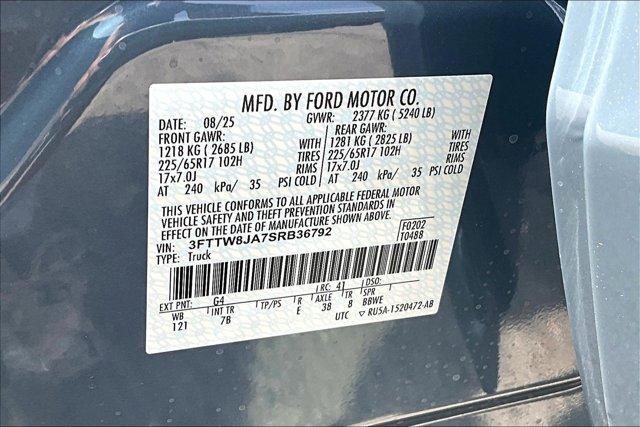 MFD. BY FORD MOTOR CO.
DATE: 08/25 GVWR: 2377 KG ( 5240 LB)
FRONT GAWR: REAR GAWR:
1218 KG ( 2685 LB) WITH 1281 KG ( 2825 LB) WITH
225/65R17 102H TIRES 225/65R17 102H TIRES
17x7.0J RIMS 17x7.0J RIMS
AT 240 kPa/ 35 PSI COLD AT 240 kPa/ 35 PSI COLD
THIS VEHICLE CONFORMS TO ALL APPLICABLE FEDERAL MOTOR
VEHICLE SAFETY AND THEFT PREVENTION STANDARDS IN
EFFECT ON THE DATE OF MANUFACTURE SHOWN ABOVE.
VIN: 3FTTW8JA7SRB36792 F0202
TYPE: Truck T0488
EXT PNT: G4 RC: 41 DSO:
WB INT TR TP/PS R AXLE TR SPR
121 7B E 38 8 BBWE
UTC ▽ RU5A-1520472-AB